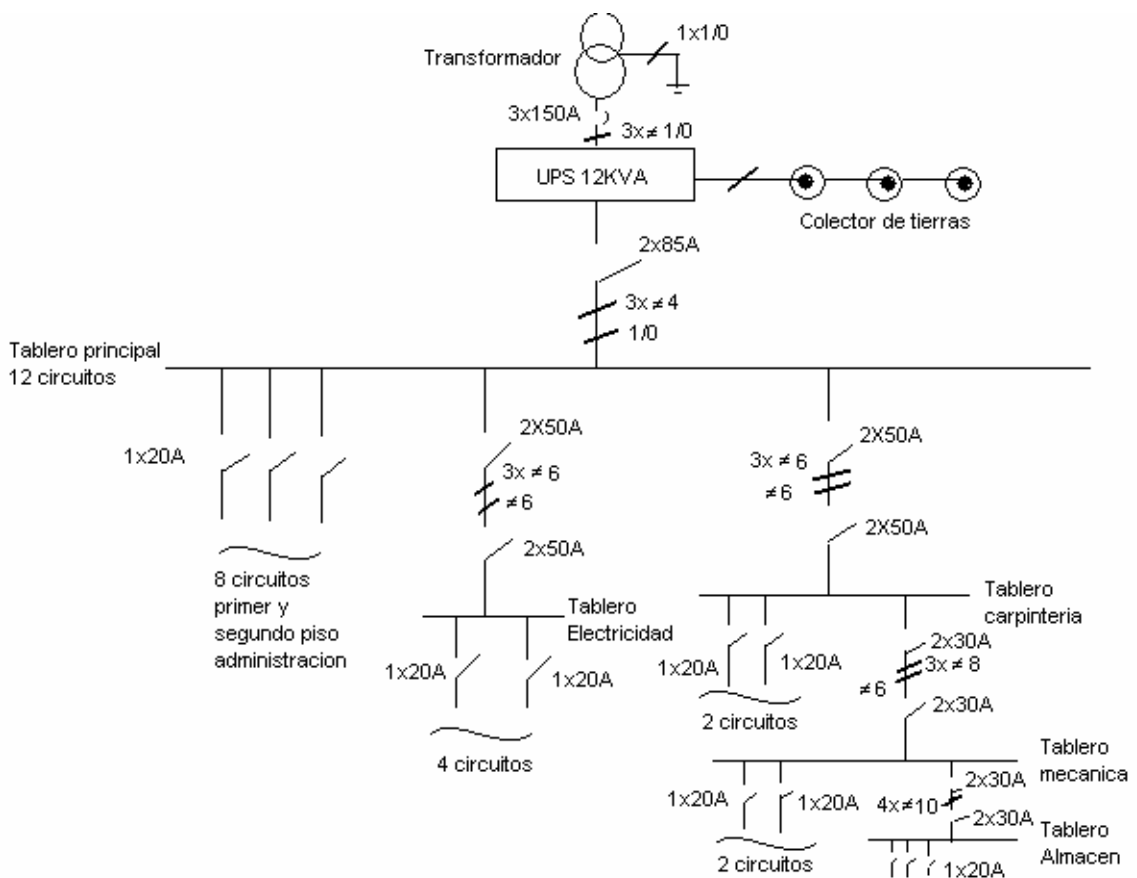 1x1/0
Transformador
3x150A
3x≠1/0
UPS 12KVA
Colector de tierras
2x85A
3x≠4
1/0
Tablero principal
12 circuitos
2X50A
2X50A
1x20A
3x≠6
≠6
3x≠6
≠6
2x50A
2X50A
8 circuitos
primer y
segundo piso
administracion
Tablero
Electricidad
Tablero
carpinteria
1x20A
1x20A
1x20A
1x20A
2x30A
3x≠8
≠6
2x30A
4 circuitos
2 circuitos
Tablero
mecanica
1x20A
1x20A
2x30A
4x≠10
2x30A
2 circuitos
Tablero
Almacen
1x20A